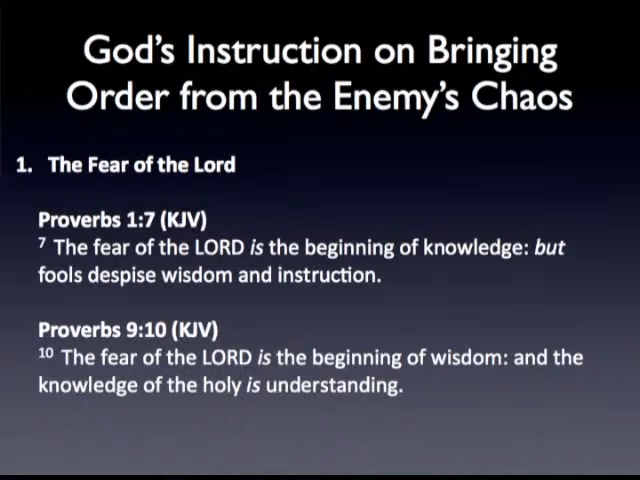 God's Instruction on Bringing
Order from the Enemy's Chaos
1. The Fear of the Lord
Proverbs 1:7 (KJV)
7 The fear of the LORD is the beginning of knowledge: but
fools despise wisdom and instruction.
Proverbs 9:10 (KJV)
10 The fear of the LORD is the beginning of wisdom: and the
knowledge of the holy is understanding.